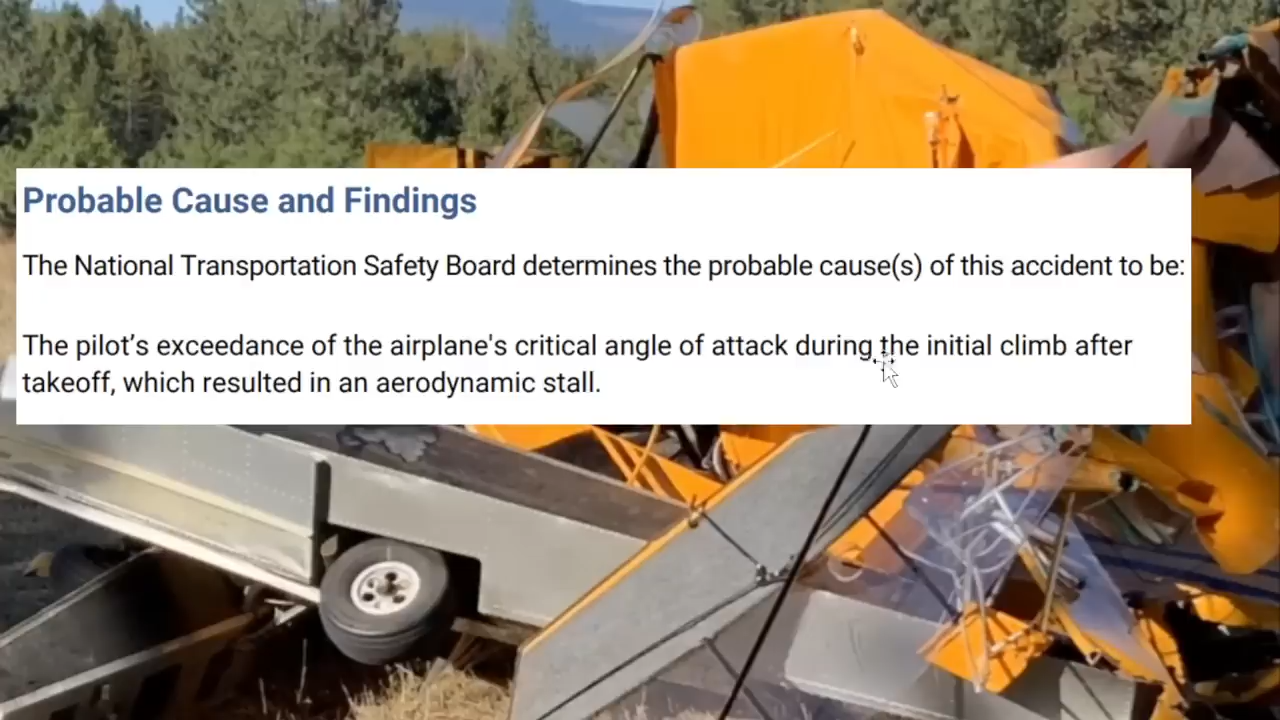 Probable Cause and Findings
The National Transportation Safety Board determines the probable cause(s) of this accident to be:
The pilot’s exceedance of the airplane's critical angle of attack during the initial climb after
takeoff, which resulted in an aerodynamic stall.